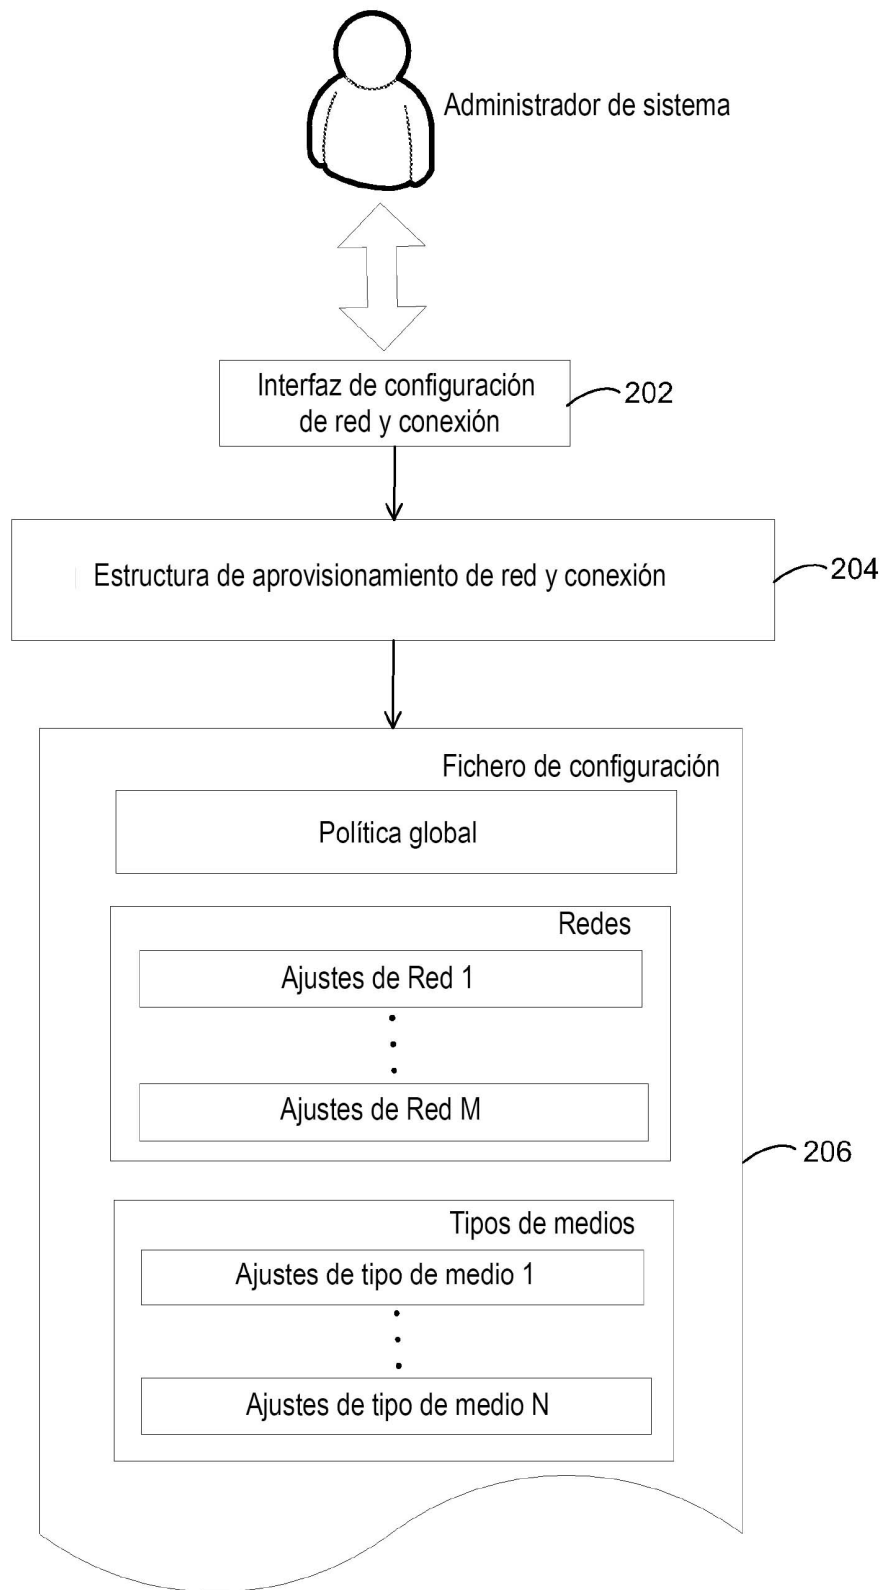 Administrador de sistema
Interfaz de configuración
de red y conexión
202
Estructura de aprovisionamiento de red y conexión
204
Fichero de configuración
Política global
Redes
Ajustes de Red 1
Ajustes de Red M
206
Tipos de medios
Ajustes de tipo de medio 1
Ajustes de tipo de medio N